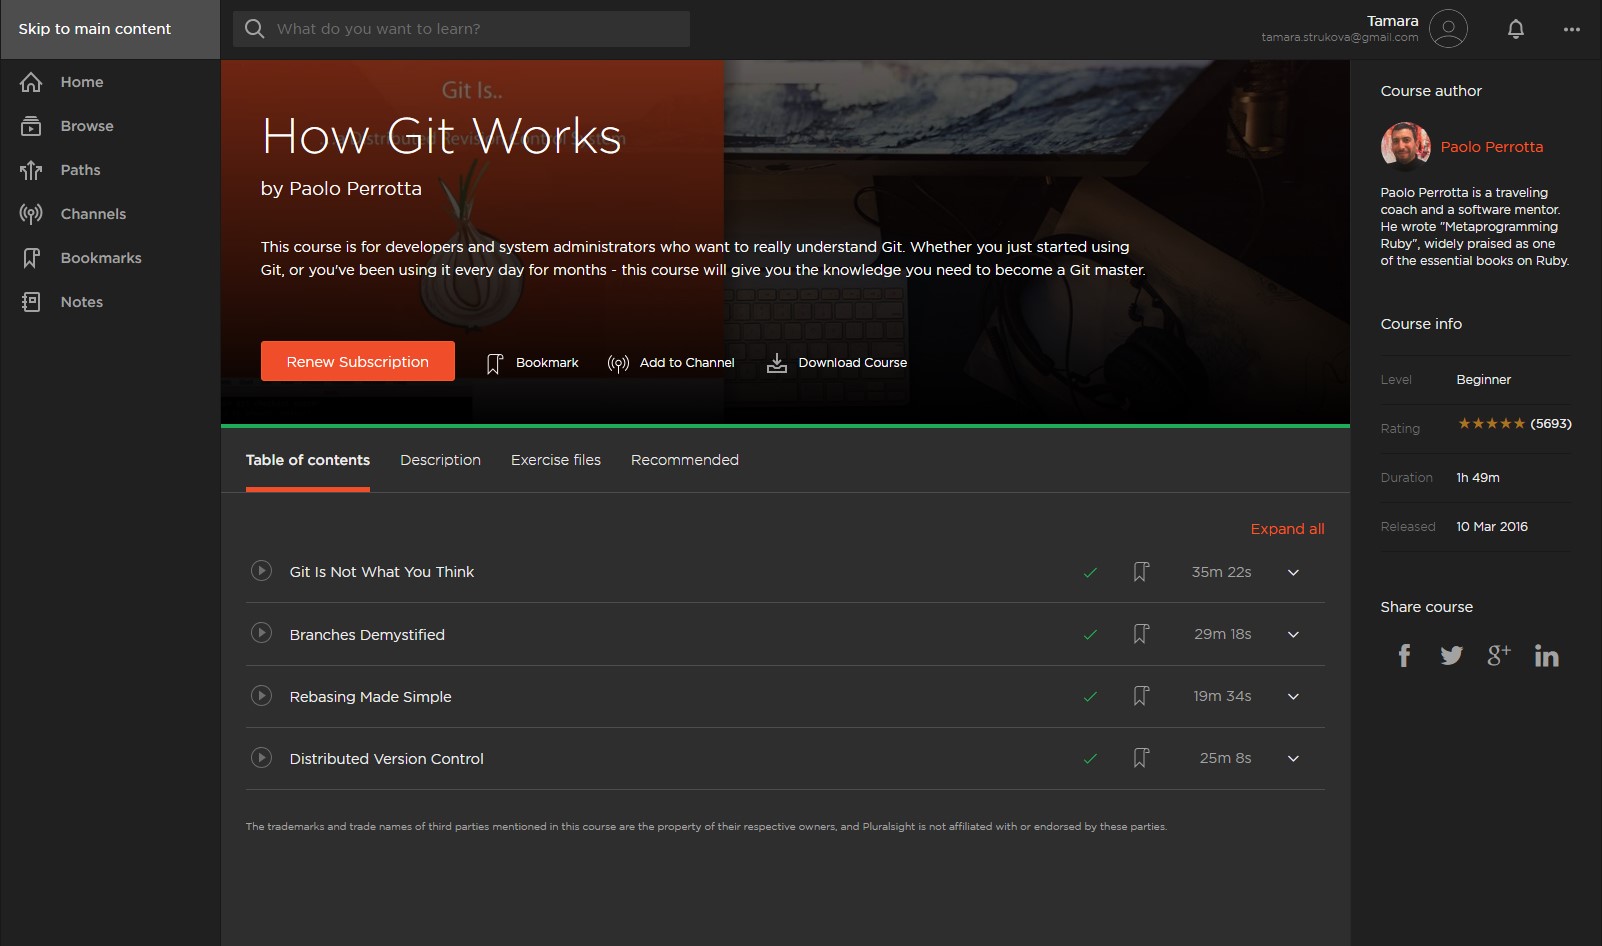 Skip to main content
What do you want to learn?
Tamara
tamara.strukova@gmail.com
Home
Browse
Paths
Channels
Bookmarks
Notes
Git Is..
How Git Works
Distributed Revision Control System
by Paolo Perrotta
This course is for developers and system administrators who want to really understand Git. Whether you just started using
Git, or you've been using it every day for months - this course will give you the knowledge you need to become a Git master.
Renew Subscription
Bookmark
Add to Channel
Download Course
Table of contents
Description
Exercise files
Recommended
Expand all
Git Is Not What You Think
35m 22s
Branches Demystified
29m 18s
Rebasing Made Simple
19m 34s
Distributed Version Control
25m 8s
The trademarks and trade names of third parties mentioned in this course are the property of their respective owners, and Pluralsight is not affiliated with or endorsed by these parties.
Course author
Paolo Perrotta
Paolo Perrotta is a traveling
coach and a software mentor.
He wrote "Metaprogramming
Ruby", widely praised as one
of the essential books on Ruby.
Course info
Level Beginner
Rating ★★★★★ (5693)
Duration 1h 49m
Released 10 Mar 2016
Share course
f
g+
in